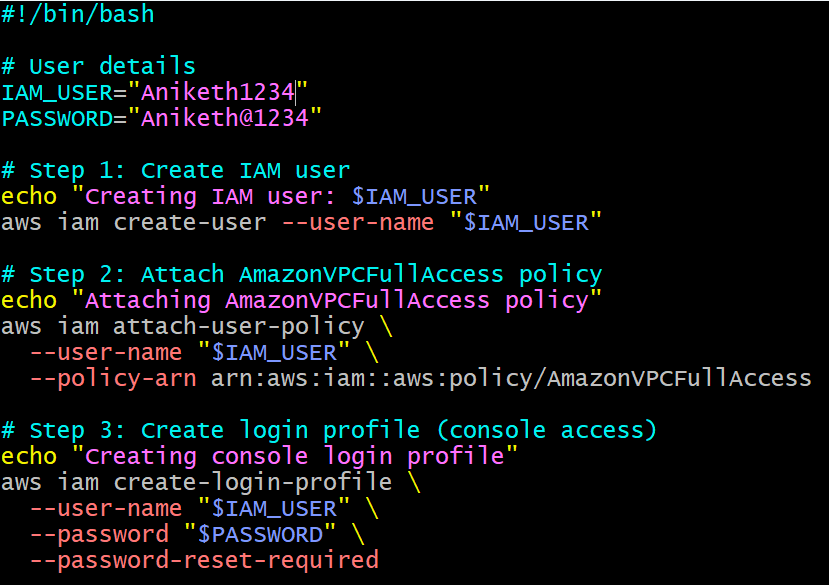 #!/bin/bash
# User details
IAM_USER="Aniketh1234"
PASSWORD="Aniketh@1234"
# Step 1: Create IAM user
echo "Creating IAM user: $IAM_USER"
aws iam create-user --user-name "$IAM_USER"
# Step 2: Attach AmazonVPCFullAccess policy
echo "Attaching AmazonVPCFullAccess policy"
aws iam attach-user-policy \
  --user-name "$IAM_USER" \
  --policy-arn arn:aws:iam::aws:policy/AmazonVPCFullAccess
# Step 3: Create login profile (console access)
echo "Creating console login profile"
aws iam create-login-profile \
  --user-name "$IAM_USER" \
  --password "$PASSWORD" \
  --password-reset-required